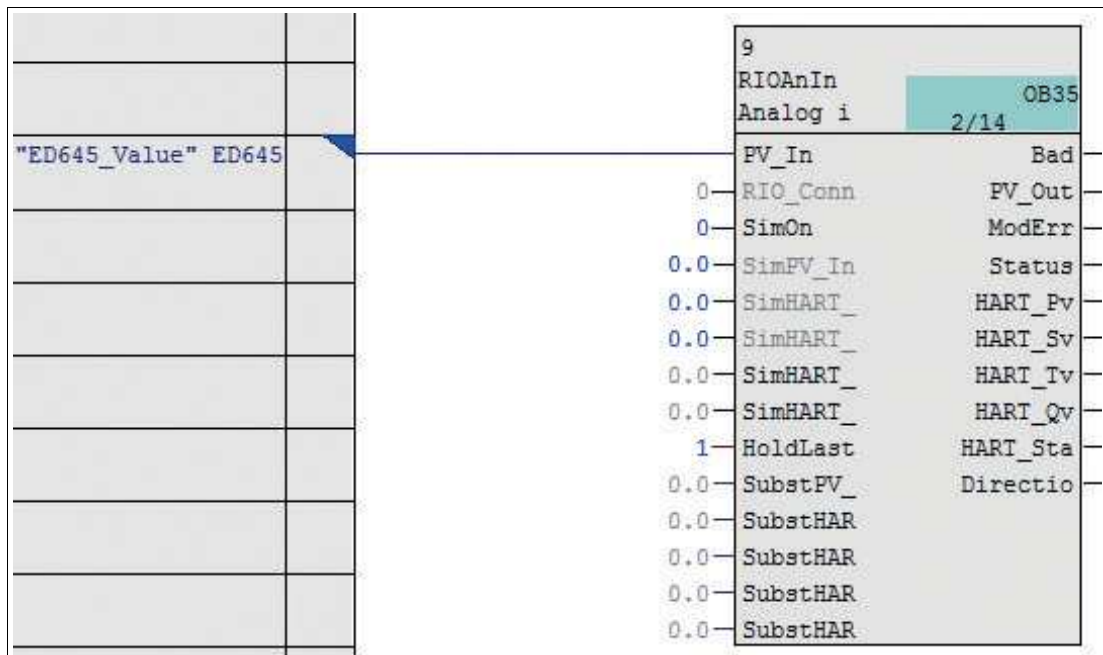 9
RIOAnIn
Analog i
OB35
2/14
"ED645_Value" ED645
PV_In Bad
0 RIO_Conn PV_Out
0 SimOn ModErr
0.0 SimPV_In Status
0.0 SimHART_ HART_Pv
0.0 SimHART_ HART_Sv
0.0 SimHART_ HART_Tv
0.0 SimHART_ HART_Qv
1 HoldLast HART_Sta
0.0 SubstPV_ Directio
0.0 SubstHAR
0.0 SubstHAR
0.0 SubstHAR
0.0 SubstHAR